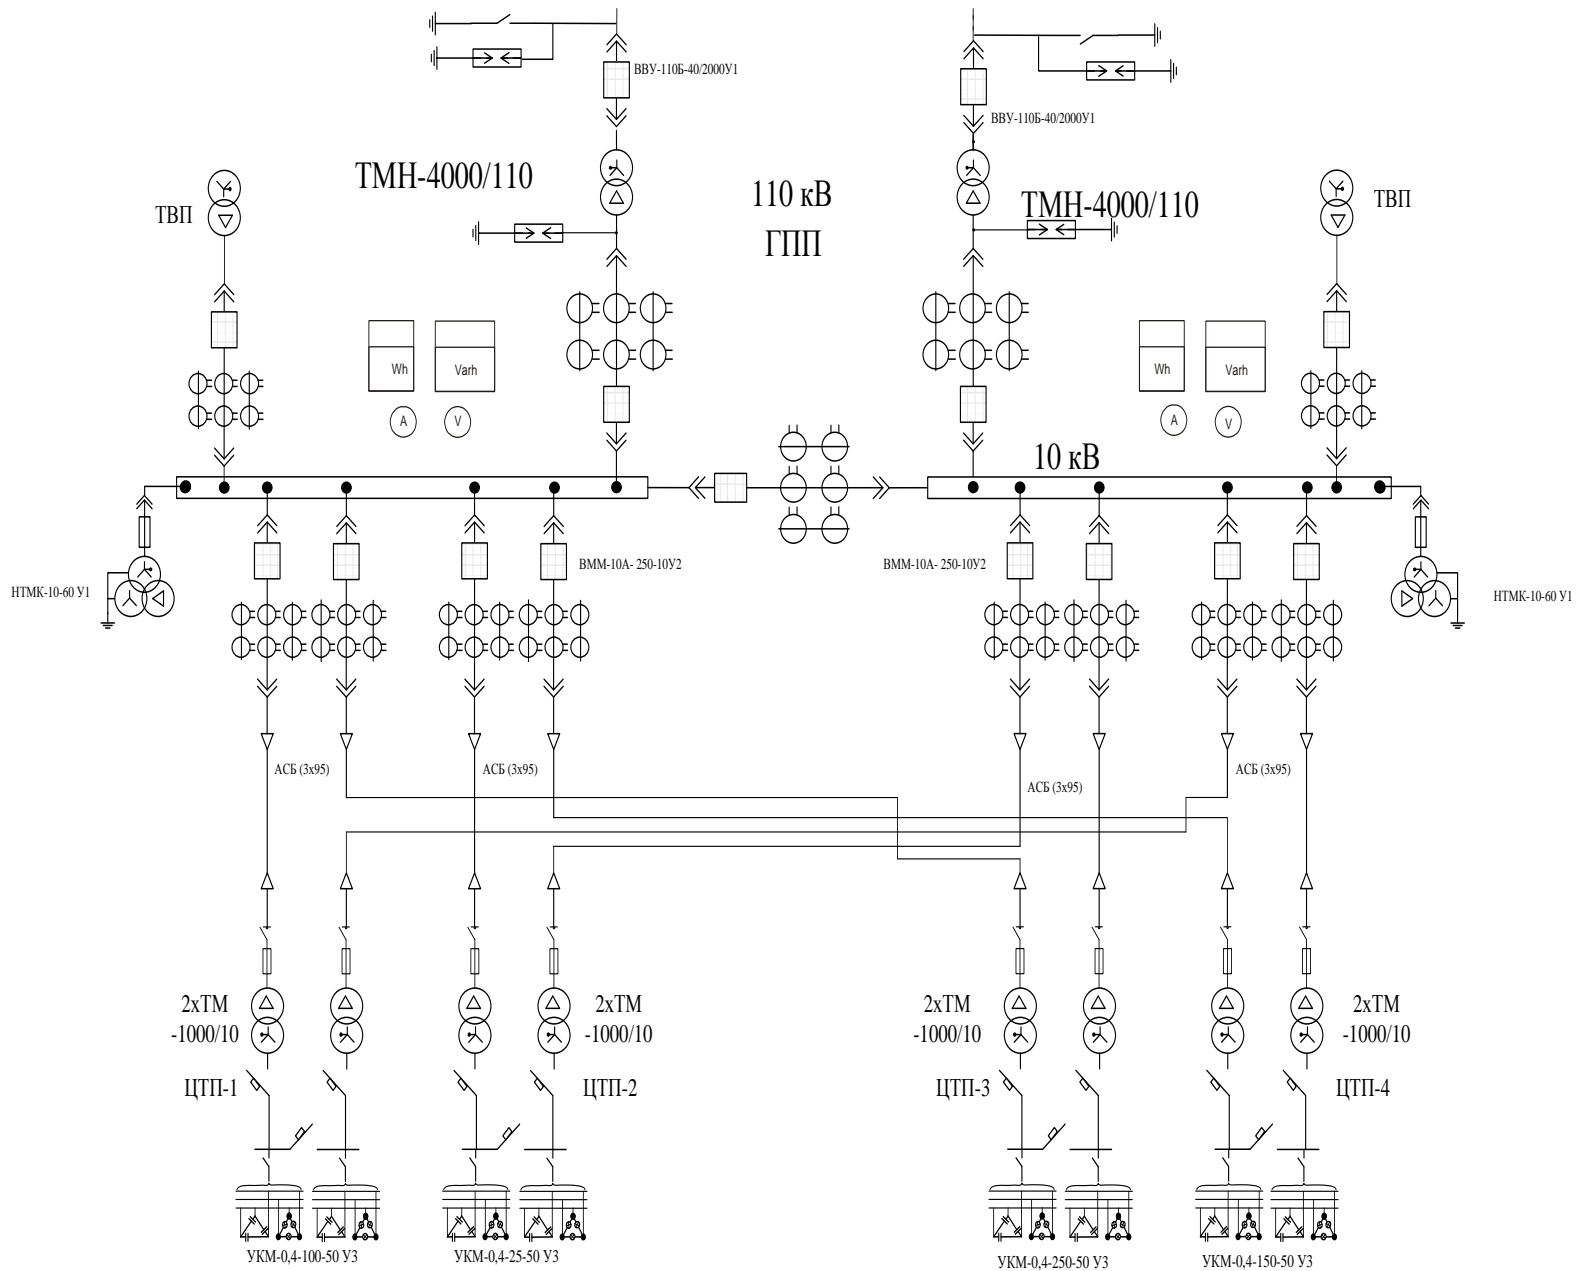 ВВУ-110Б-40/2000У1
ВВУ-110Б-40/2000У1
ТМН-4000/110
110 кВ
ГПП
ТМН-4000/110
ТВП
ТВП
Wh
Varh
A
V
Wh
Varh
A
V
10 кВ
ВММ-10А- 250-10У2
ВММ-10А- 250-10У2
НТМК-10-60 У1
НТМК-10-60 У1
АСБ (3х95)
АСБ (3х95)
АСБ (3х95)
АСБ (3х95)
2хТМ
-1000/10
2хТМ
-1000/10
2хТМ
-1000/10
2хТМ
-1000/10
ЦТП-1
ЦТП-2
ЦТП-3
ЦТП-4
УКМ-0,4-100-50 У3
УКМ-0,4-25-50 У3
УКМ-0,4-250-50 У3
УКМ-0,4-150-50 У3